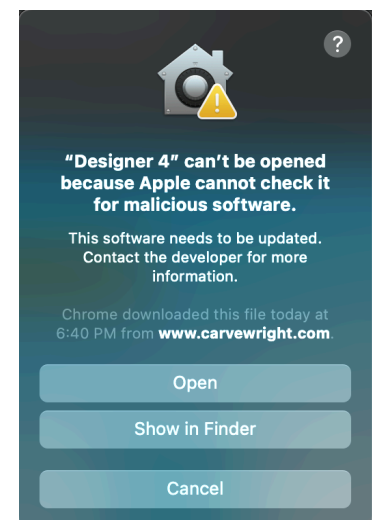 ?
“Designer 4” can’t be opened
because Apple cannot check it
for malicious software.
This software needs to be updated.
Contact the developer for more
information.
Chrome downloaded this file today at
6:40 PM from www.carvewright.com.
Open
Show in Finder
Cancel